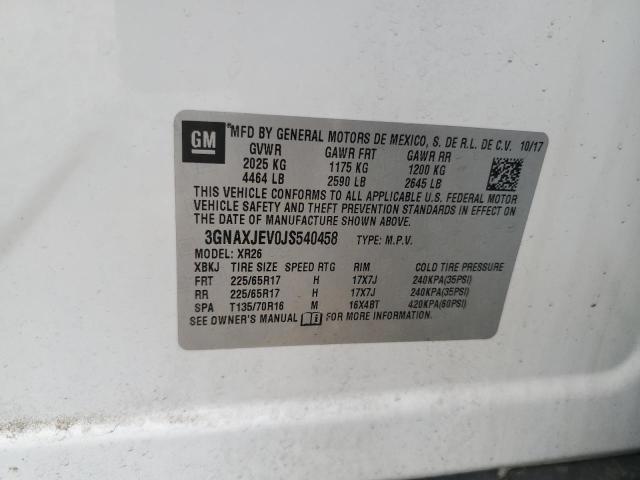 GM *MFD BY GENERAL MOTORS DE MEXICO, S. DE R.L. DE C.V. 10/17
GVWR GAWR FRT GAWR RR
2025 KG 1175 KG 1200 KG
4464 LB 2590 LB 2645 LB
THIS VEHICLE CONFORMS TO ALL APPLICABLE U.S. FEDERAL MOTOR
VEHICLE SAFETY AND THEFT PREVENTION STANDARDS IN EFFECT ON
THE DATE OF MANUFACTURE SHOWN ABOVE.
3GNAXJEV0JS540458 TYPE: M.P.V.
MODEL: XR26
XBKJ TIRE SIZE SPEED RTG RIM COLD TIRE PRESSURE
FRT 225/65R17 H 17X7J 240KPA(35PSI)
RR 225/65R17 H 17X7J 240KPA(35PSI)
SPA T135/70R16 M 16X4BT 420KPA(60PSI)
SEE OWNER'S MANUAL FOR MORE INFORMATION.